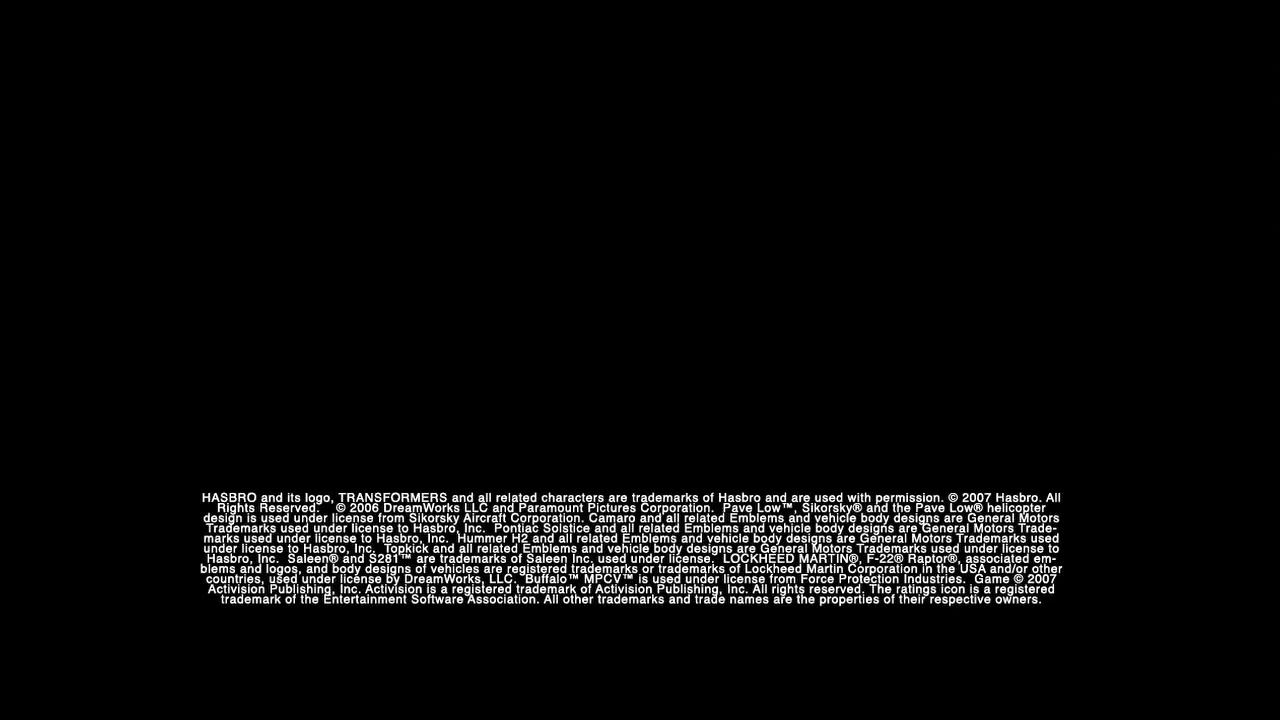 HASBRO and its logo, TRANSFORMERS and all related characters are trademarks of Hasbro and are used with permission. © 2007 Hasbro. All
Rights Reserved.    © 2006 DreamWorks LLC and Paramount Pictures Corporation.  Pave Low™, Sikorsky® and the Pave Low® helicopter
design is used under license from Sikorsky Aircraft Corporation. Camaro and all related Emblems and vehicle body designs are General Motors
Trademarks used under license to Hasbro, Inc.  Pontiac Solstice and all related Emblems and vehicle body designs are General Motors Trade-
marks used under license to Hasbro, Inc.  Hummer H2 and all related Emblems and vehicle body designs are General Motors Trademarks used
under license to Hasbro, Inc.  Topkick and all related Emblems and vehicle body designs are General Motors Trademarks used under license to
Hasbro, Inc.  Saleen® and S281™ are trademarks of Saleen Inc. used under license.  LOCKHEED MARTIN®, F-22® Raptor®, associated em-
blems and logos, and body designs of vehicles are registered trademarks or trademarks of Lockheed Martin Corporation in the USA and/or other
countries, used under license by DreamWorks, LLC.  Buffalo™ MPCV™ is used under license from Force Protection Industries.  Game © 2007
Activision Publishing, Inc. Activision is a registered trademark of Activision Publishing, Inc. All rights reserved. The ratings icon is a registered
trademark of the Entertainment Software Association. All other trademarks and trade names are the properties of their respective owners.